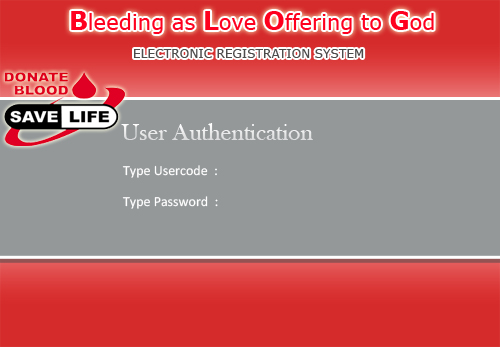 Bleeding as Love Offering to God
ELECTRONIC REGISTRATION SYSTEM
DONATE
BLOOD
SAVE LIFE
User Authentication
Type Usercode :
Type Password :